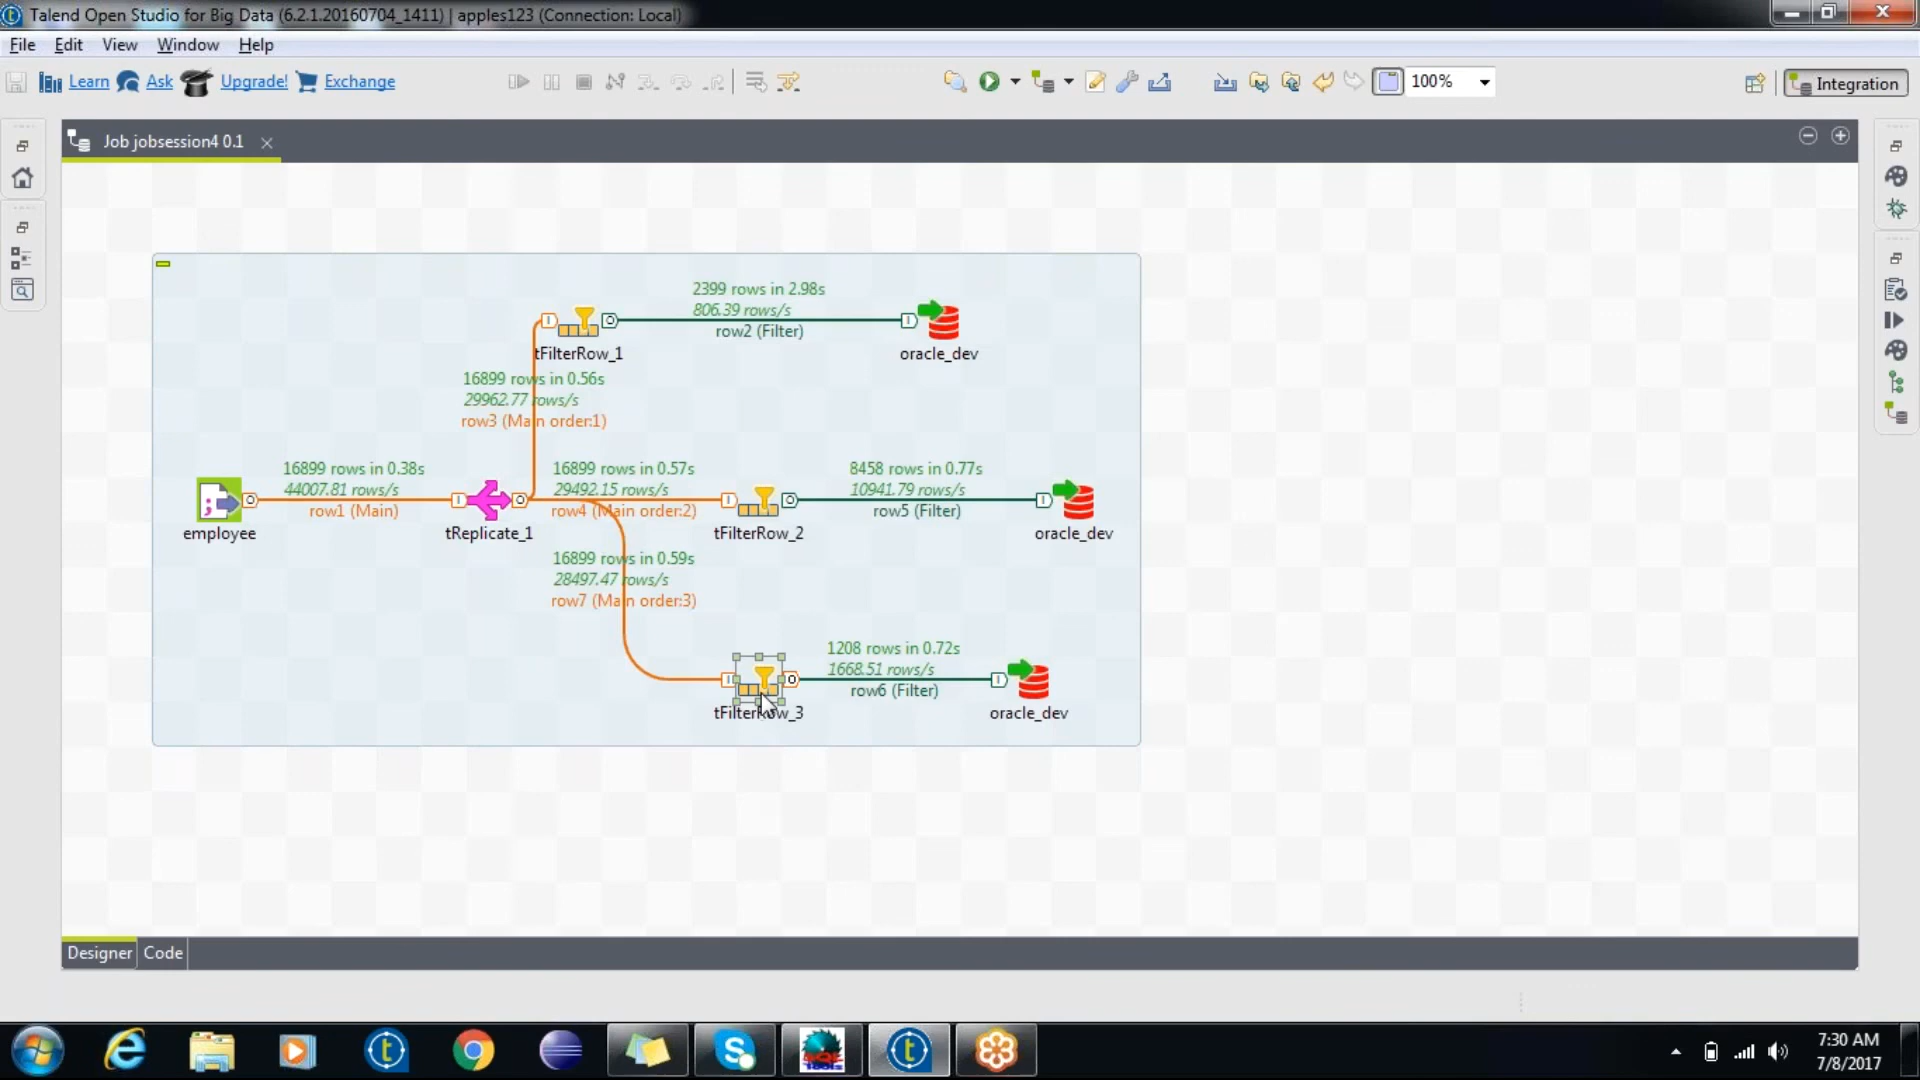 Talend Open Studio for Big Data (6.2.1.20160704_1411) | apples123 (Connection: Local)
File Edit View Window Help
Learn Ask Upgrade! Exchange 100% Integration
Job jobsession4 0.1
2399 rows in 2.98s
806.39 rows/s
row2 (Filter)
tFilterRow_1
oracle_dev
16899 rows in 0.56s
29962.77 rows/s
row3 (Main order:1)
16899 rows in 0.38s
44007.81 rows/s
row1 (Main)
employee
tReplicate_1
16899 rows in 0.57s
29492.15 rows/s
row4 (Main order:2)
tFilterRow_2
8458 rows in 0.77s
10941.79 rows/s
row5 (Filter)
oracle_dev
16899 rows in 0.59s
28497.47 rows/s
row7 (Main order:3)
tFilterRow_3
1208 rows in 0.72s
1668.51 rows/s
row6 (Filter)
oracle_dev
Designer Code
7:30 AM
7/8/2017